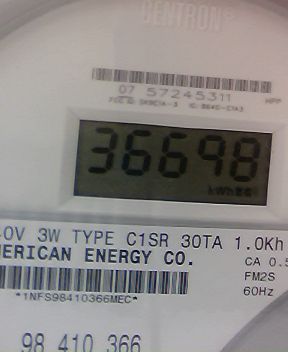 CENTRON®
07 57245311
36698
kWh
0V 3W TYPE C1SR 30TA 1.0Kh
ERICAN ENERGY CO.
CA 0.5
FM2S
*1NFS98410366MEC*
60Hz
98 410 366